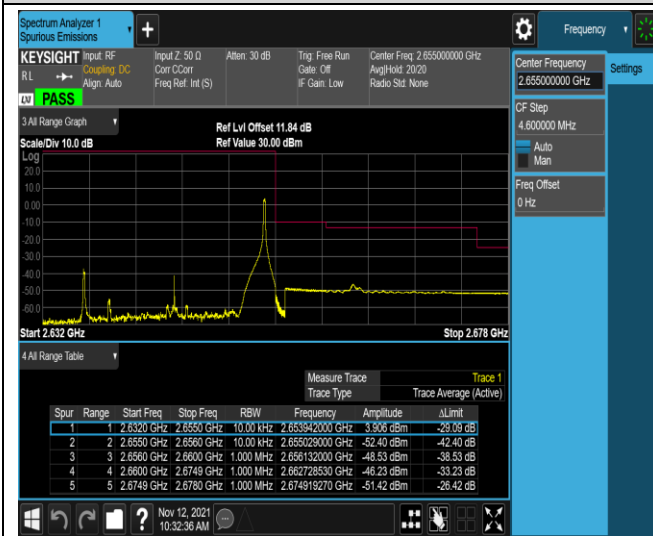 Spectrum Analyzer 1
Spurious Emissions
Frequency
KEYSIGHT Input: RF
RL
Coupling: DC
Align: Auto
Input Z: 50 Ω
Corr CCorr
Freq Ref: Int (S)
Atten: 30 dB
Trig: Free Run
Gate: Off
IF Gain: Low
Center Freq: 2.655000000 GHz
Avg|Hold: 20/20
Radio Std: None
LXI PASS
Center Frequency
2.655000000 GHz
Settings
CF Step
4.600000 MHz
Auto
Man
Freq Offset
0 Hz
3 All Range Graph
Scale/Div 10.0 dB
Ref Lvl Offset 11.84 dB
Ref Value 30.00 dBm
Log
20.0
10.0
0.00
-10.0
-20.0
-30.0
-40.0
-50.0
-60.0
Start 2.632 GHz
Stop 2.678 GHz
4 All Range Table
Measure Trace Trace 1
Trace Type Trace Average (Active)
Spur Range Start Freq Stop Freq RBW Frequency Amplitude ΔLimit
1 1 2.6320 GHz 2.6550 GHz 10.00 kHz 2.653942000 GHz 3.906 dBm -29.09 dB
2 2 2.6550 GHz 2.6560 GHz 10.00 kHz 2.655029000 GHz -52.40 dBm -42.40 dB
3 3 2.6560 GHz 2.6600 GHz 1.000 MHz 2.656132000 GHz -48.53 dBm -38.53 dB
4 4 2.6600 GHz 2.6749 GHz 1.000 MHz 2.662728530 GHz -46.23 dBm -33.23 dB
5 5 2.6749 GHz 2.6780 GHz 1.000 MHz 2.674919270 GHz -51.42 dBm -26.42 dB
Nov 12, 2021
10:32:36 AM